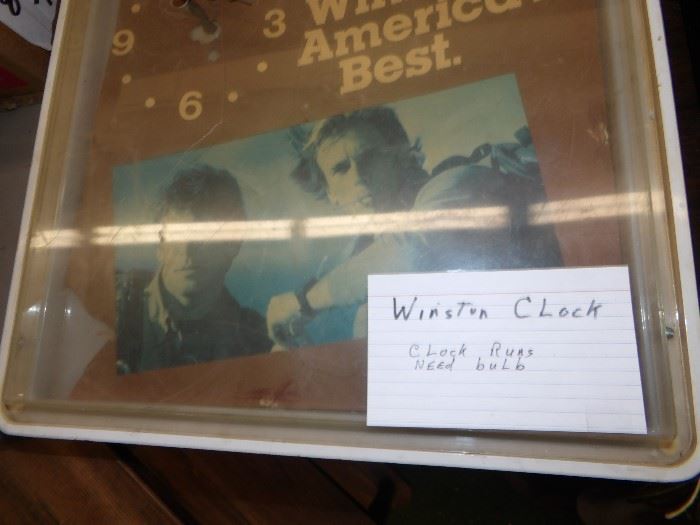 9
3
6
America's
Best.
Winston Clock
Clock Runs
Need bulb